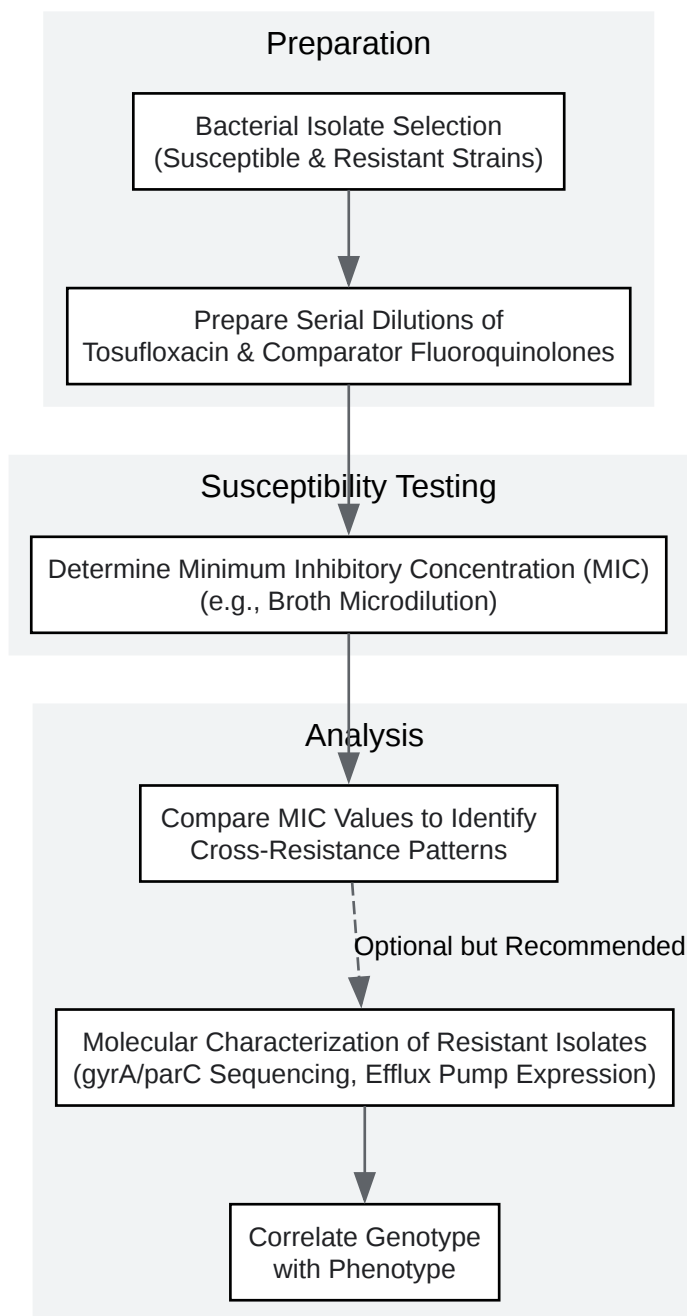 Preparation
Bacterial Isolate Selection
(Susceptible & Resistant Strains)
Prepare Serial Dilutions of
Tosufloxacin & Comparator Fluoroquinolones
Susceptibility Testing
Determine Minimum Inhibitory Concentration (MIC)
(e.g., Broth Microdilution)
Analysis
Compare MIC Values to Identify
Cross-Resistance Patterns
Optional but Recommended
Molecular Characterization of Resistant Isolates
(gyrA/parC Sequencing, Efflux Pump Expression)
Correlate Genotype
with Phenotype